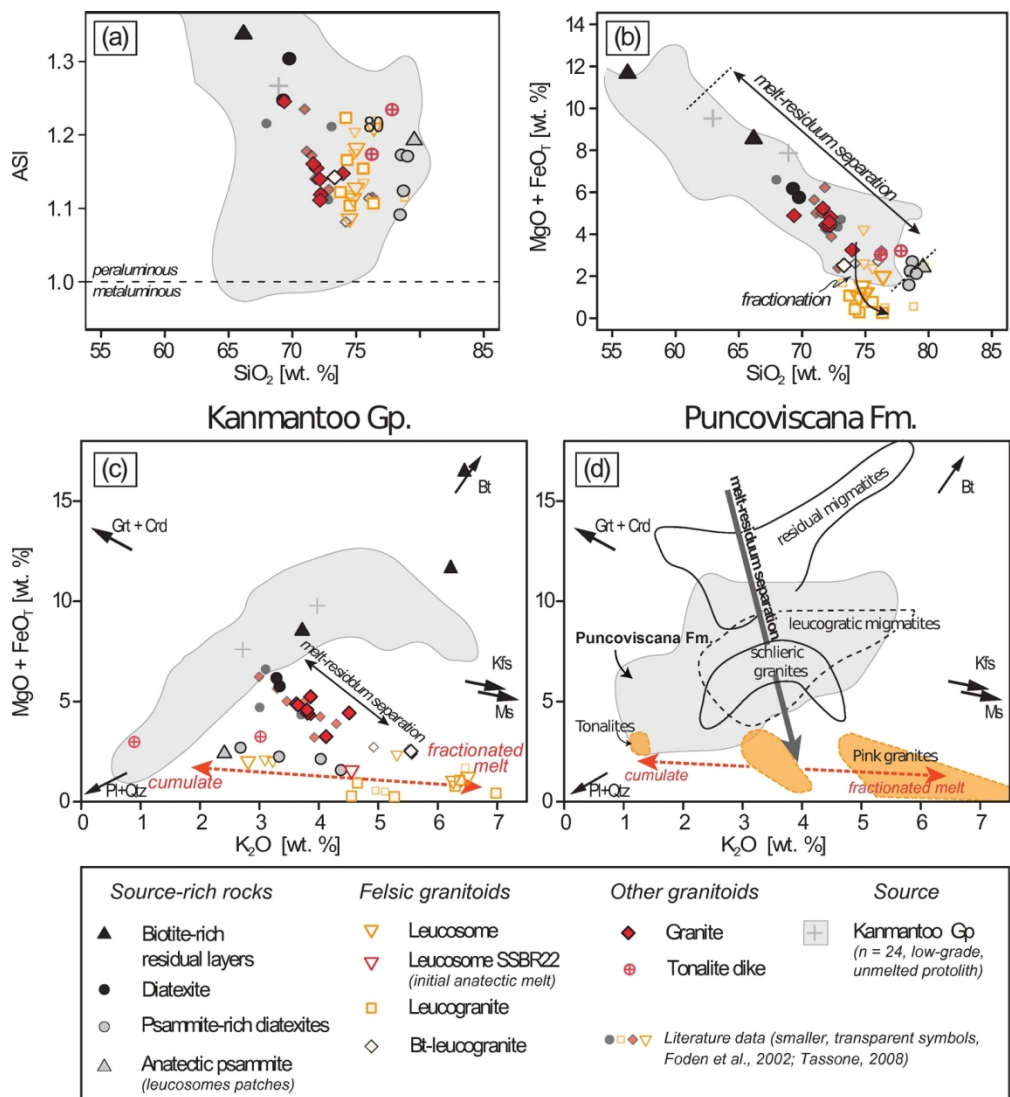 (a)
ASI
1.3
1.2
1.1
1.0
80
peraluminous
metaluminous
55 60 65 70 75 80 85
SiO₂ [wt. %]
(b)
MgO + FeOT [wt. %]
14
12
10
8
6
4
2
0
melt-residuum separation
fractionation
55 60 65 70 75 80 85
SiO₂ [wt. %]
Kanmantoo Gp.
(c)
MgO + FeOT [wt. %]
15
10
5
0
Bt
Grt + Crd
melt-residuum separation
Kfs
Ms
fractionated
melt
cumulate
Pl+Qtz
0 1 2 3 4 5 6 7
K₂O [wt. %]
Puncoviscana Fm.
(d)
15
10
5
0
Bt
Grt + Crd
melt-residuum separation
residual migmatites
leucogratic migmatites
Puncoviscana Fm.
schlieric
granites
Kfs
Ms
Tonalites
Pink granites
cumulate
fractionated melt
Pl+Qtz
0 1 2 3 4 5 6 7
K₂O [wt. %]
Source-rich rocks
Biotite-rich
residual layers
Diatexite
Psammite-rich diatexites
Anatectic psammite
(leucosomes patches)
Felsic granitoids
Leucosome
Leucosome SSBR22
(initial anatectic melt)
Leucogranite
Bt-leucogranite
Other granitoids
Granite
Tonalite dike
Literature data (smaller, transparent symbols,
Foden et al., 2002; Tassone, 2008)
Source
Kanmantoo Gp
(n = 24, low-grade,
unmelted protolith)